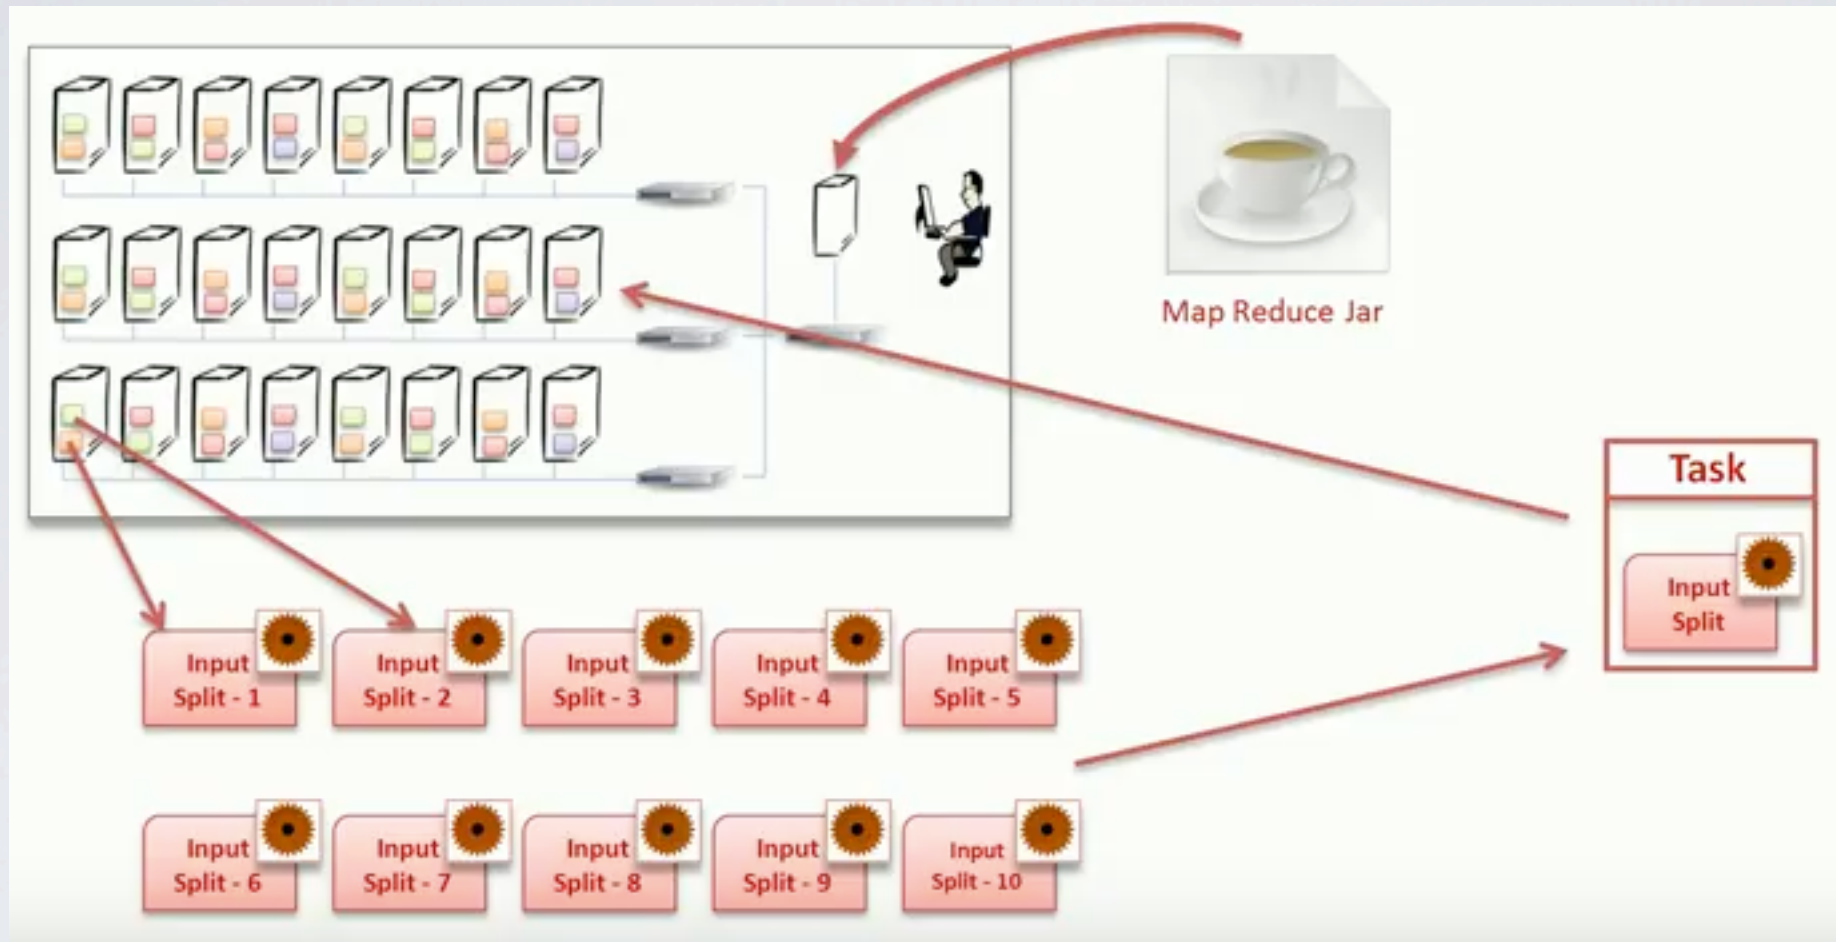 Map Reduce Jar
Task
Input
Split
Input
Split - 1
Input
Split - 2
Input
Split - 3
Input
Split - 4
Input
Split - 5
Input
Split - 6
Input
Split - 7
Input
Split - 8
Input
Split - 9
Input
Split - 10